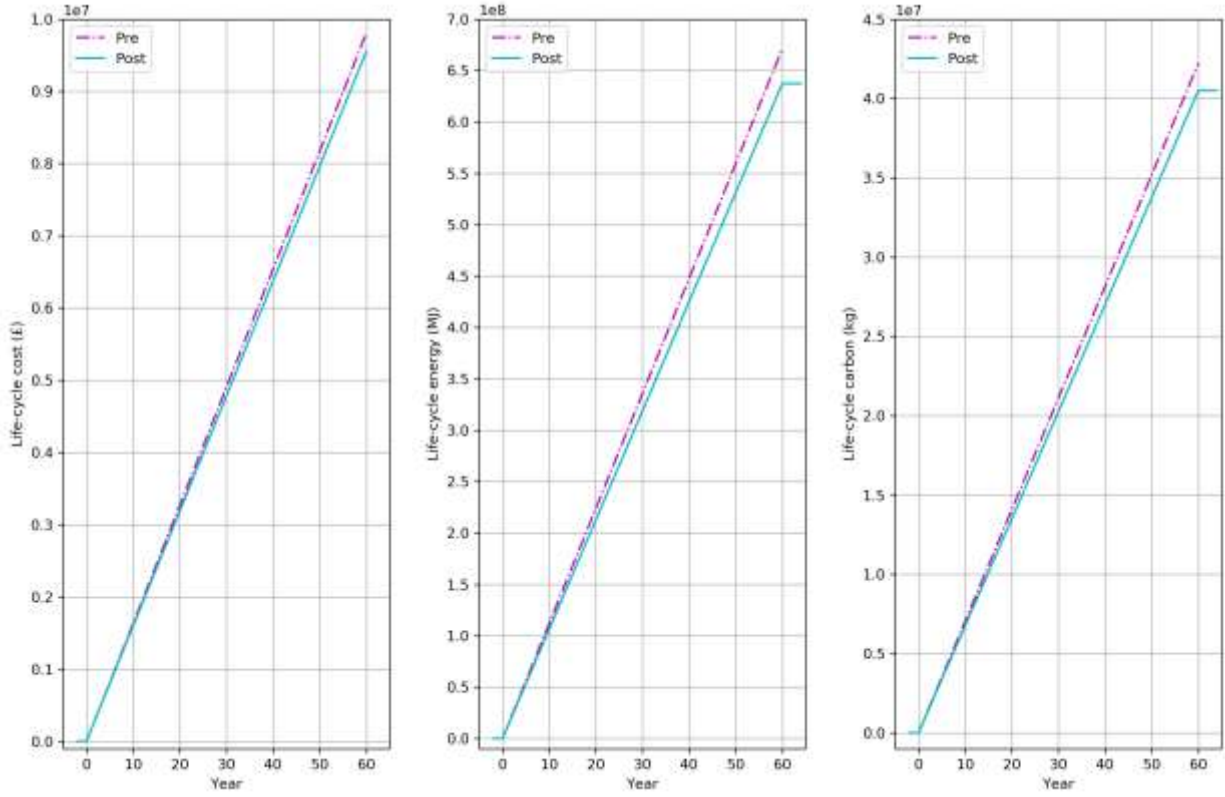 1e7
Pre
Post
1.0
0.9
0.8
0.7
0.6
0.5
0.4
0.3
0.2
0.1
0.0
Life-cycle cost (£)
0 10 20 30 40 50 60
Year
1e8
Pre
Post
7.0
6.5
6.0
5.5
5.0
4.5
4.0
3.5
3.0
2.5
2.0
1.5
1.0
0.5
0.0
Life-cycle energy (MJ)
0 10 20 30 40 50 60
Year
1e7
Pre
Post
4.5
4.0
3.5
3.0
2.5
2.0
1.5
1.0
0.5
0.0
Life-cycle carbon (kg)
0 10 20 30 40 50 60
Year